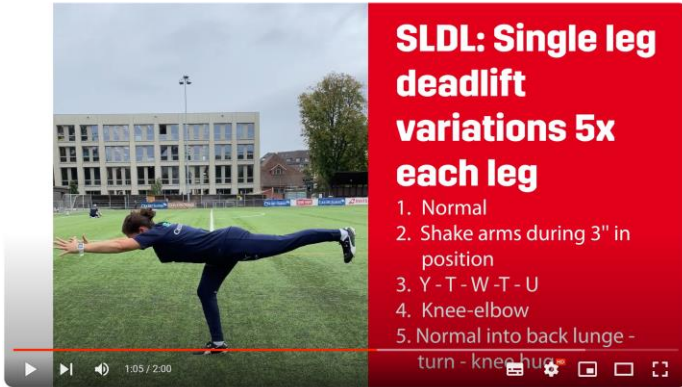 SLDL: Single leg
deadlift
variations 5x
each leg
1. Normal
2. Shake arms during 3" in
position
3. Y - T - W -T - U
4. Knee-elbow
5. Normal into back lunge -
turn - knee hug
1:05 / 2:00